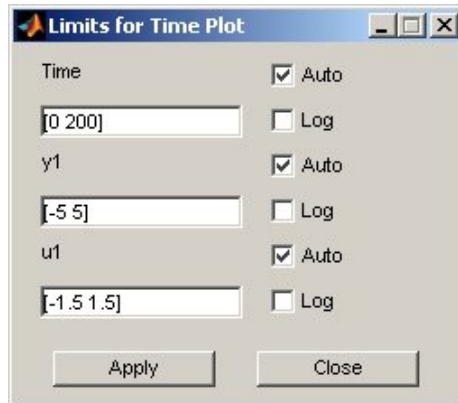 Limits for Time Plot
Time
Auto
[0 200]
Log
y1
Auto
[-5 5]
Log
u1
Auto
[-1.5 1.5]
Log
Apply
Close